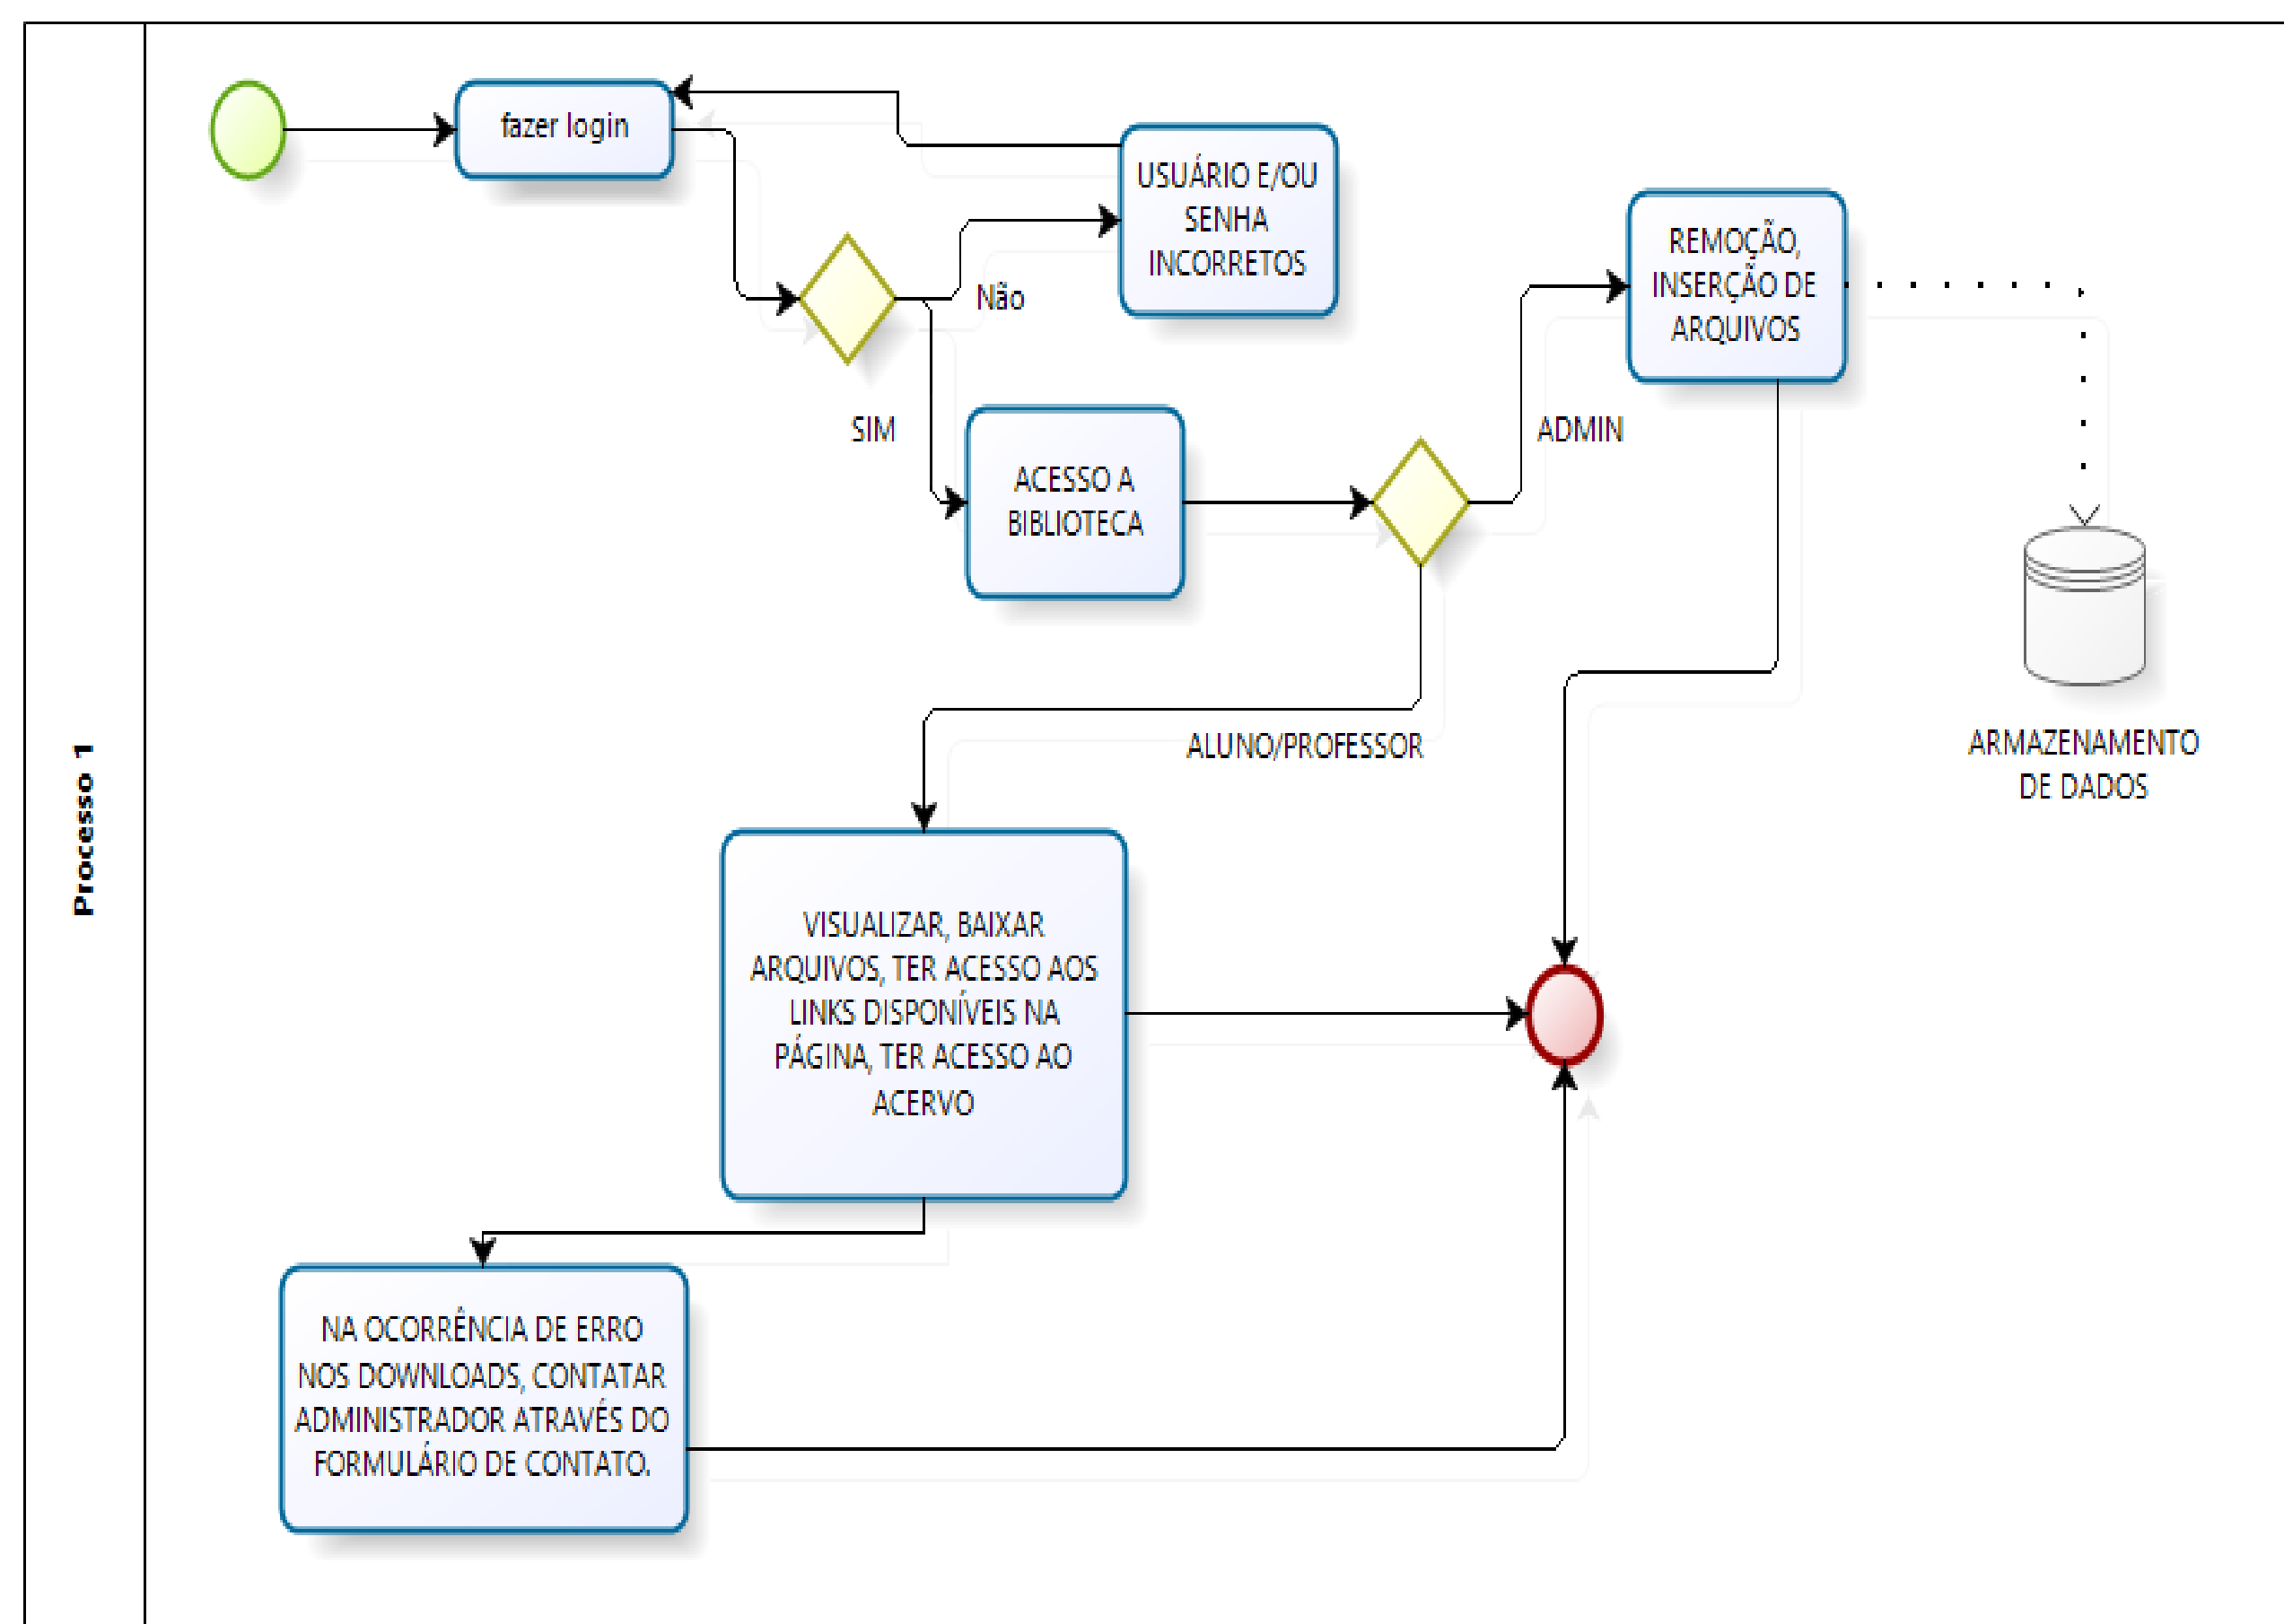 Processo 1
fazer login
USUÁRIO E/OU
SENHA
INCORRETOS
Não
SIM
REMOÇÃO,
INSERÇÃO DE
ARQUIVOS
ADMIN
ACESSO A
BIBLIOTECA
ALUNO/PROFESSOR
ARMAZENAMENTO
DE DADOS
VISUALIZAR, BAIXAR
ARQUIVOS, TER ACESSO AOS
LINKS DISPONÍVEIS NA
PÁGINA, TER ACESSO AO
ACERVO
NA OCORRÊNCIA DE ERRO
NOS DOWNLOADS, CONTATAR
ADMINISTRADOR ATRAVÉS DO
FORMULÁRIO DE CONTATO.